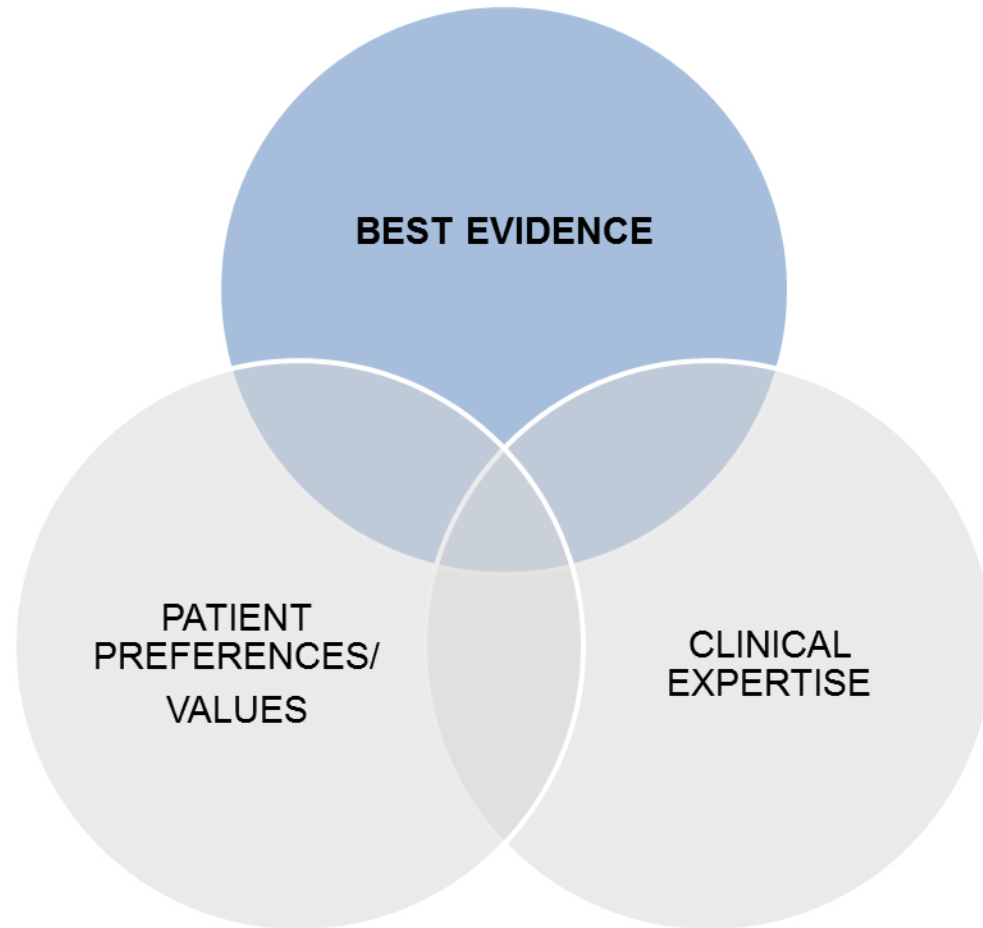 BEST EVIDENCE
PATIENT
PREFERENCES/
VALUES
CLINICAL
EXPERTISE